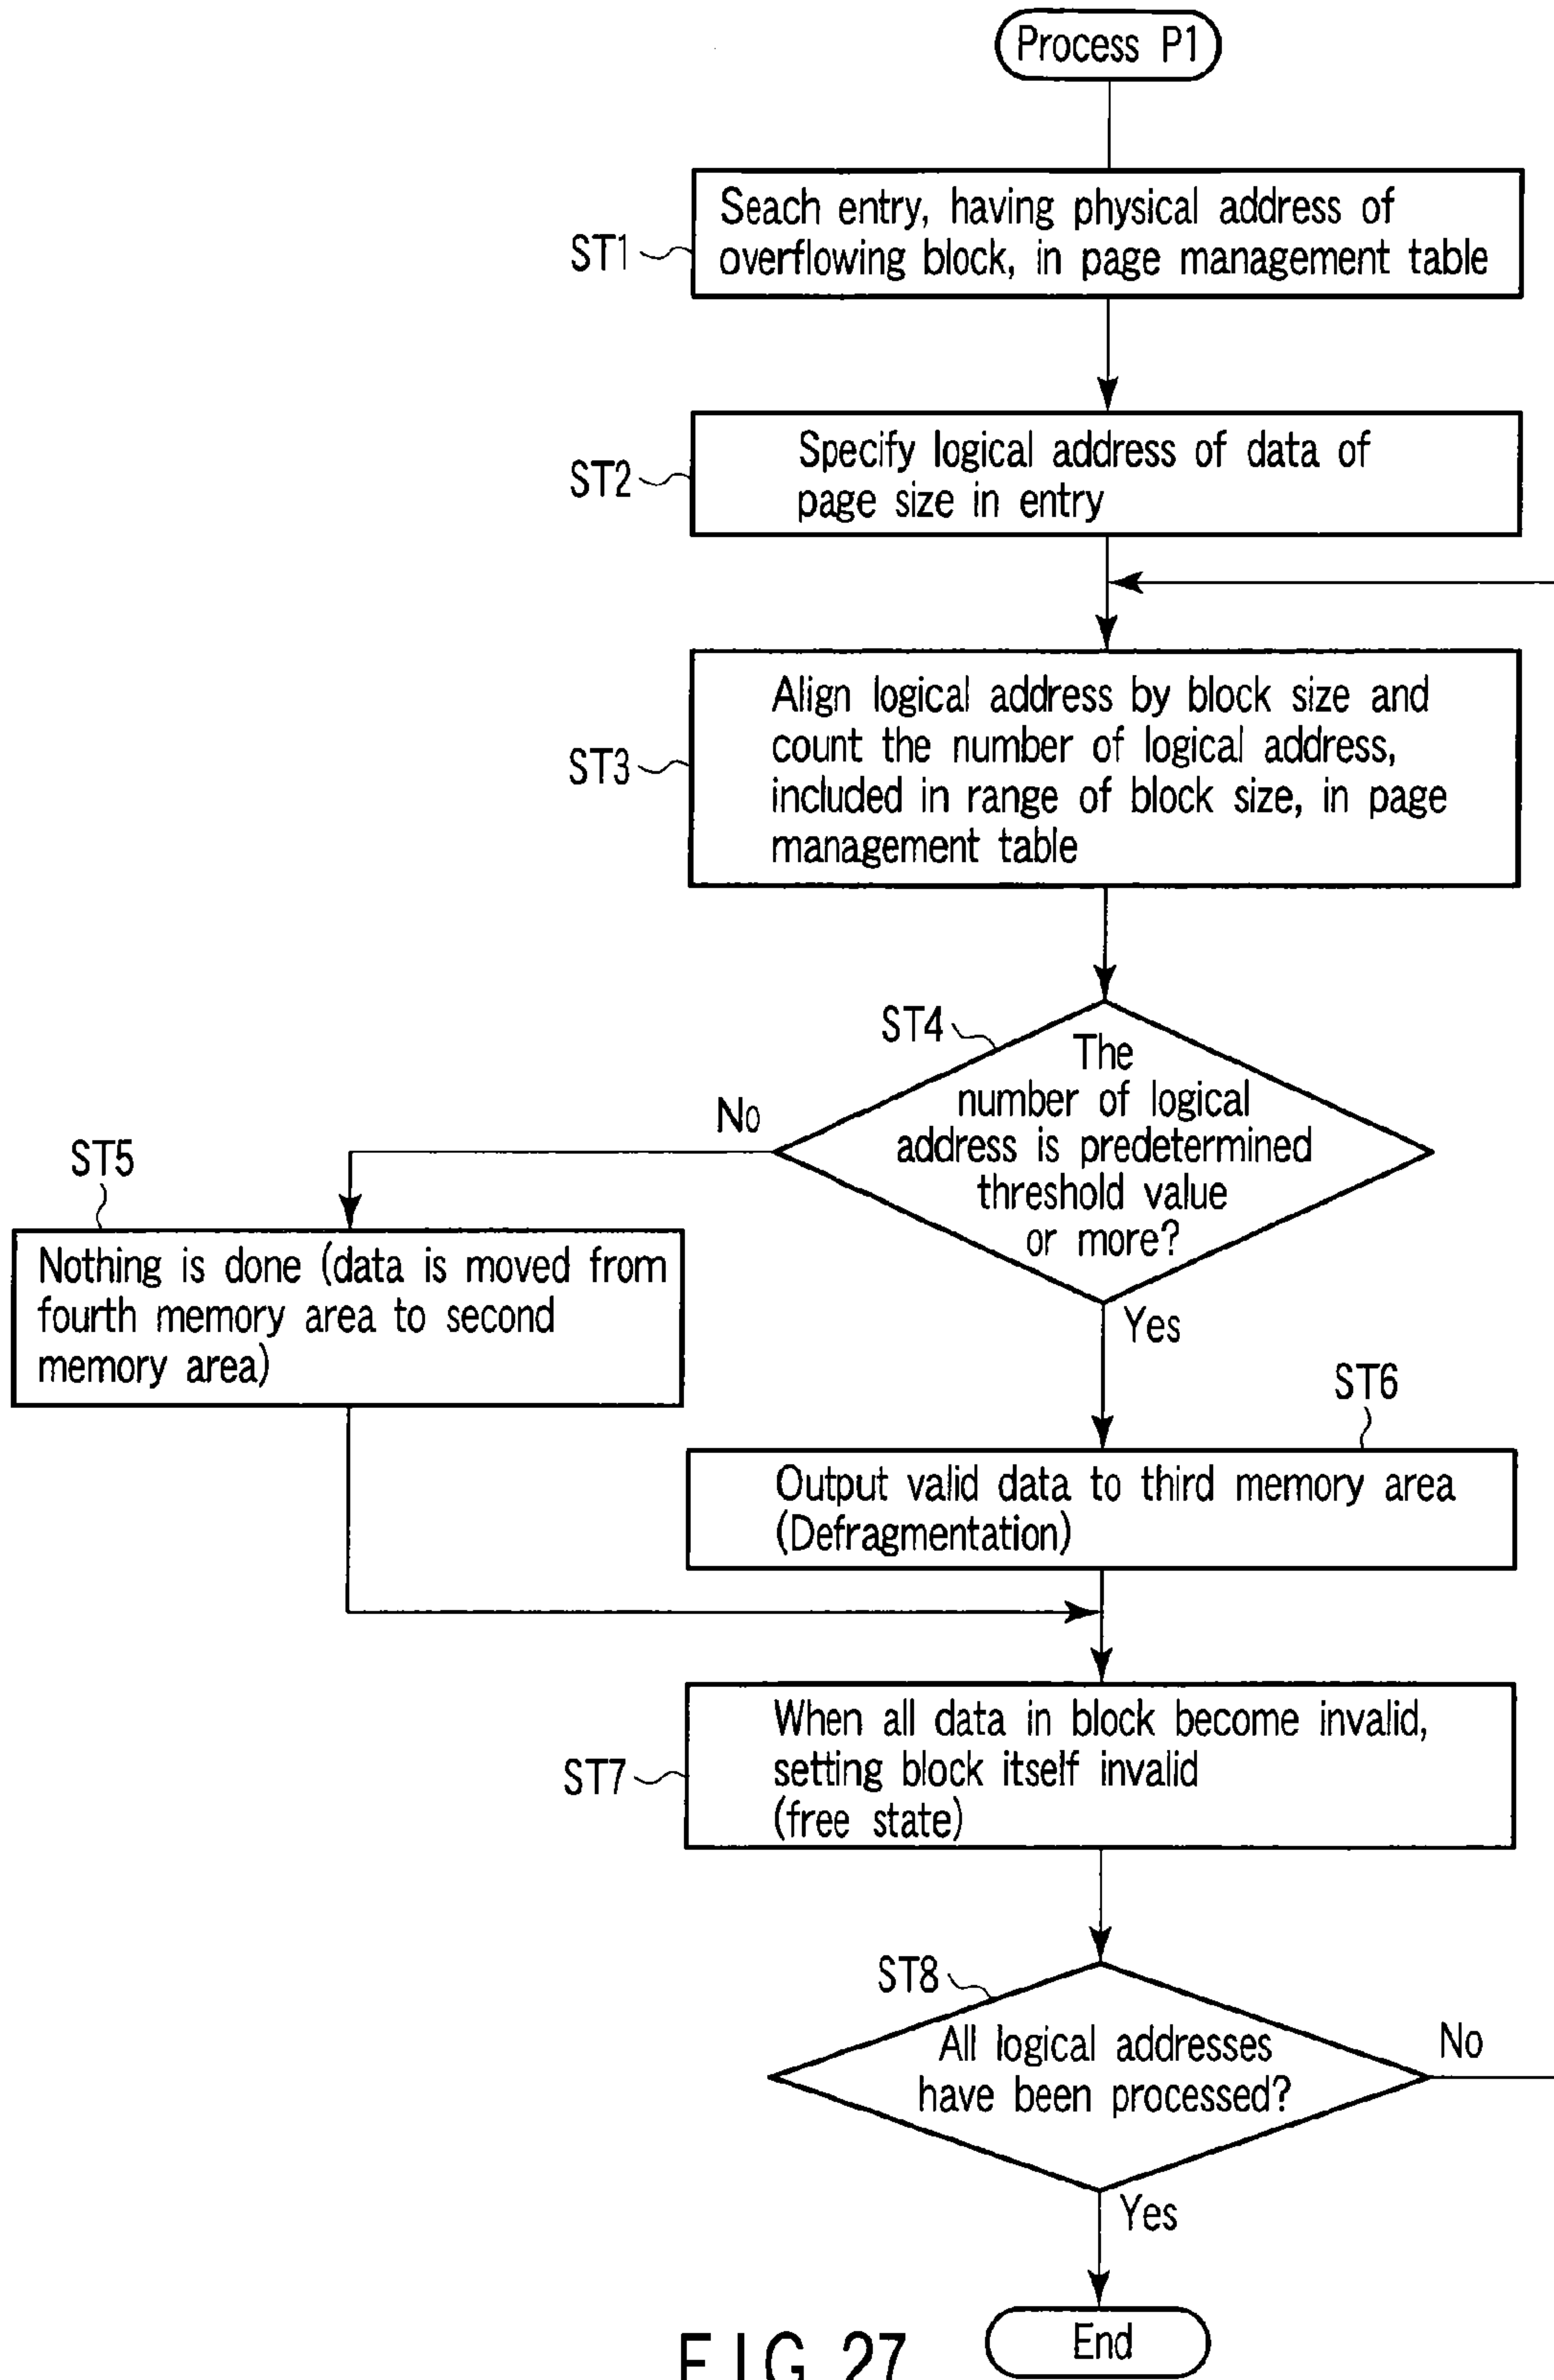 Process P1
ST1
Seach entry, having physical address of
overflowing block, in page management table
ST2
Specify logical address of data of
page size in entry
ST3
Align logical address by block size and
count the number of logical address,
included in range of block size, in page
management table
ST4
The
number of logical
address is predetermined
threshold value
or more?
No
Yes
ST5
Nothing is done (data is moved from
fourth memory area to second
memory area)
ST6
Output valid data to third memory area
(Defragmentation)
ST7
When all data in block become invalid,
setting block itself invalid
(free state)
ST8
All logical addresses
have been processed?
No
Yes
End
FIG. 27